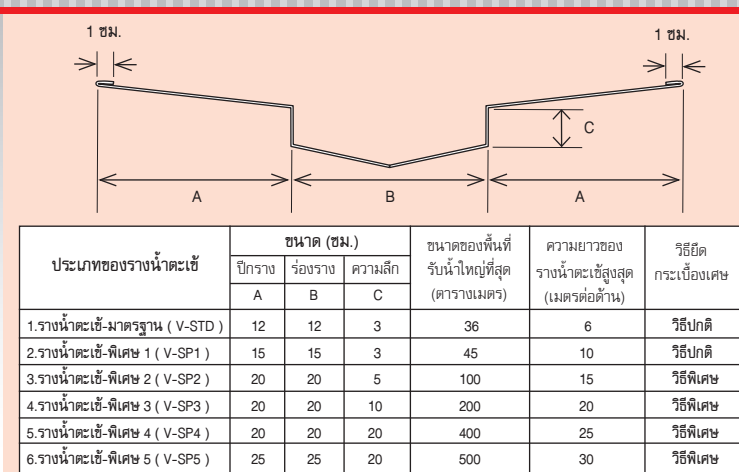 1 ซม.
1 ซม.
C
A
B
A
ประเภทของรางน้ำตะเข้
ขนาด (ซม.)
ปีกราง
ร่องราง
ความลึก
A
B
C
ขนาดของพื้นที่
รับน้ำใหญ่ที่สุด
(ตารางเมตร)
ความยาวของ
รางน้ำตะเข้สูงสุด
(เมตรต่อด้าน)
วิธียึด
กระเบื้องเศษ
1.รางน้ำตะเข้-มาตรฐาน ( V-STD ) 12 12 3 36 6 วิธีปกติ
2.รางน้ำตะเข้-พิเศษ 1 ( V-SP1 ) 15 15 3 45 10 วิธีปกติ
3.รางน้ำตะเข้-พิเศษ 2 ( V-SP2 ) 20 20 5 100 15 วิธีพิเศษ
4.รางน้ำตะเข้-พิเศษ 3 ( V-SP3 ) 20 20 10 200 20 วิธีพิเศษ
5.รางน้ำตะเข้-พิเศษ 4 ( V-SP4 ) 20 20 20 400 25 วิธีพิเศษ
6.รางน้ำตะเข้-พิเศษ 5 ( V-SP5 ) 25 25 20 500 30 วิธีพิเศษ